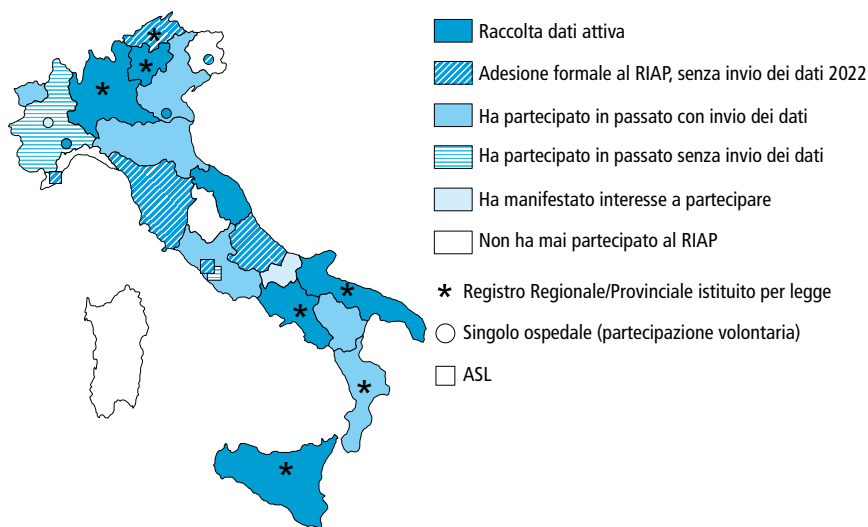 Raccolta dati attiva
Adesione formale al RIAP, senza invio dei dati 2022
Ha partecipato in passato con invio dei dati
Ha partecipato in passato senza invio dei dati
Ha manifestato interesse a partecipare
Non ha mai partecipato al RIAP
* Registro Regionale/Provinciale istituito per legge
Singolo ospedale (partecipazione volontaria)
ASL